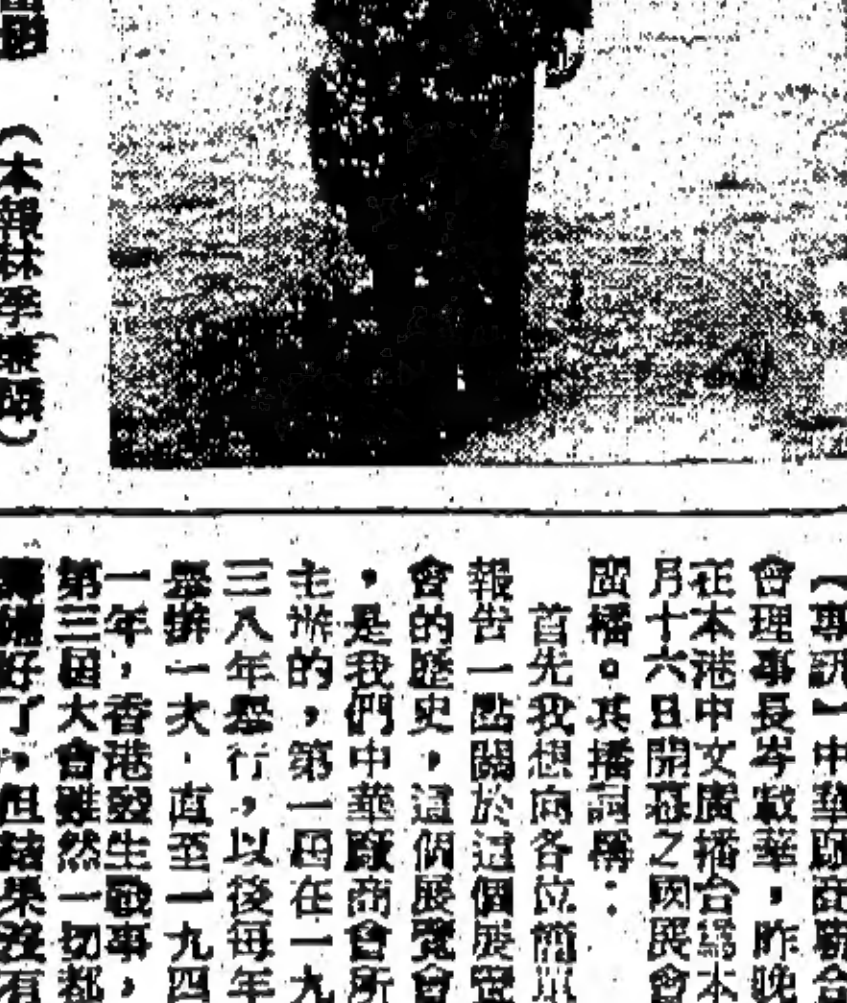 (本報林季攝)
【專訊】中華廠商聯合
會理事長岑載華，昨晚
在本港中文廣播台為本
月十六日開幕之國展會
廣播。其播詞稱：
首先我想向各位簡單
報告一點關於這個展覽
會的歷史，這個展覽會
，是我們中華廠商會所
主辦的，第一屆在一九
三八年舉行，以後每年
舉辦一次．直至一九四
一年，香港發生戰事，
第三屆大會雖然一切都
好了，但結果沒有